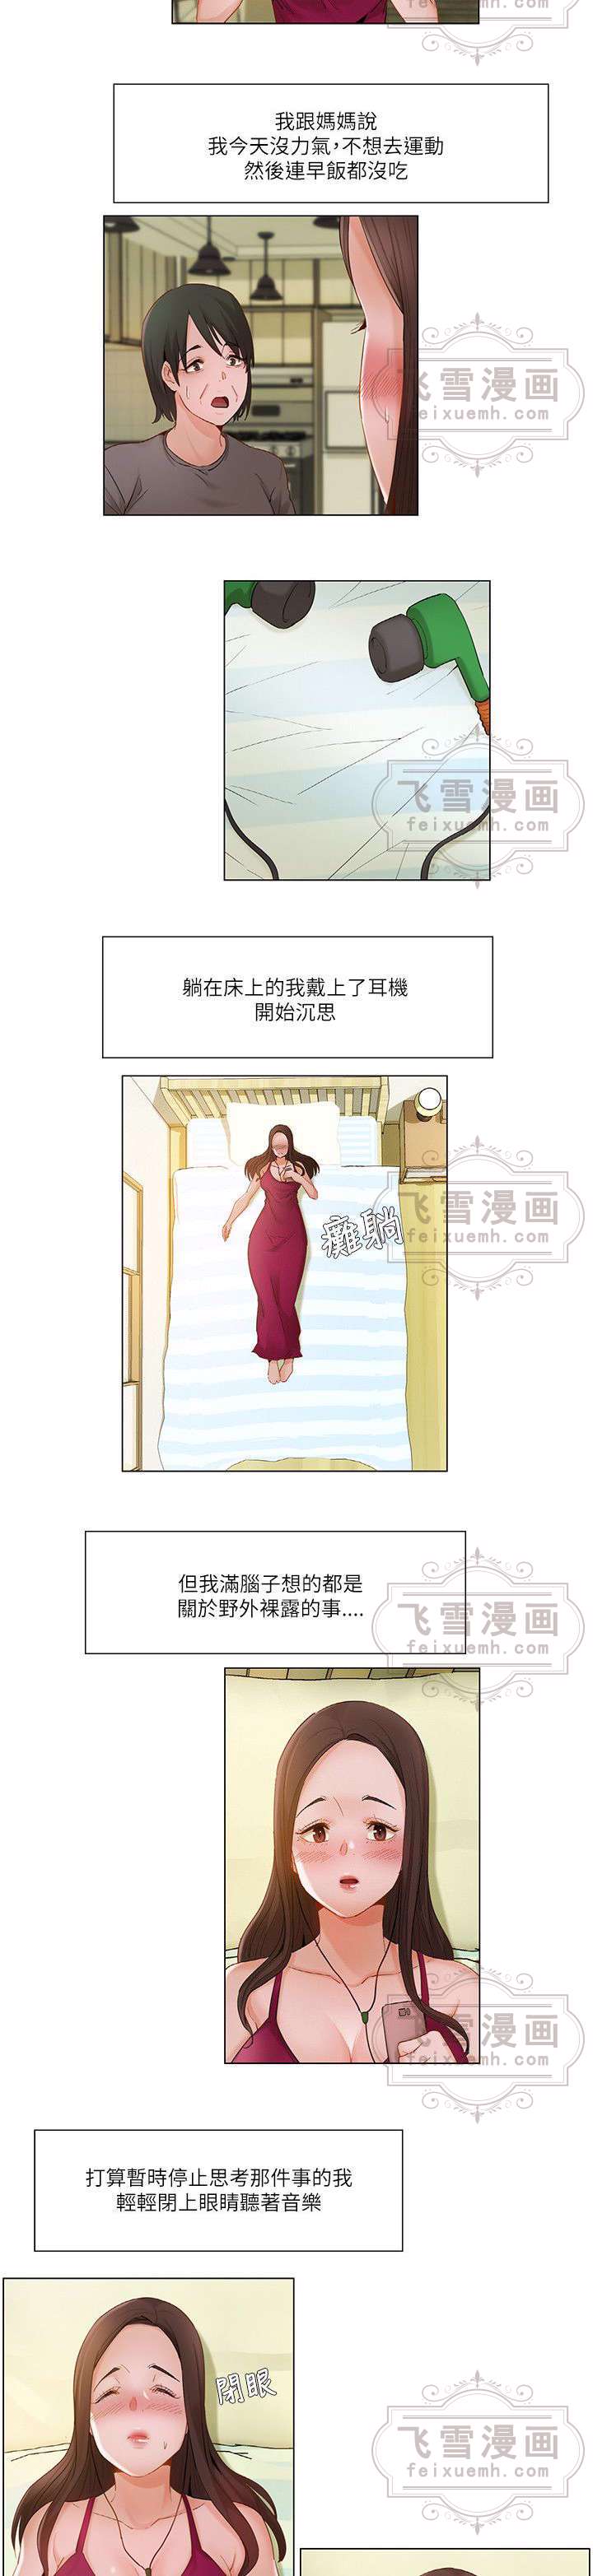 feixuemh.com
我跟媽媽說
我今天沒力氣，不想去運動
然後連早飯都沒吃
飞雪漫画
feixuemh.com
飞雪漫画
feixuemh.com
躺在床上的我戴上了耳機
開始沉思
飞雪漫画
feixuemh.com
癱躺
但我滿腦子想的都是
關於野外裸露的事....
飞雪漫画
feixuemh.com
飞雪漫画
feixuemh.com
打算暫時停止思考那件事的我
輕輕閉上眼睛聽著音樂
閉眼
飞雪漫画
feixuemh.com